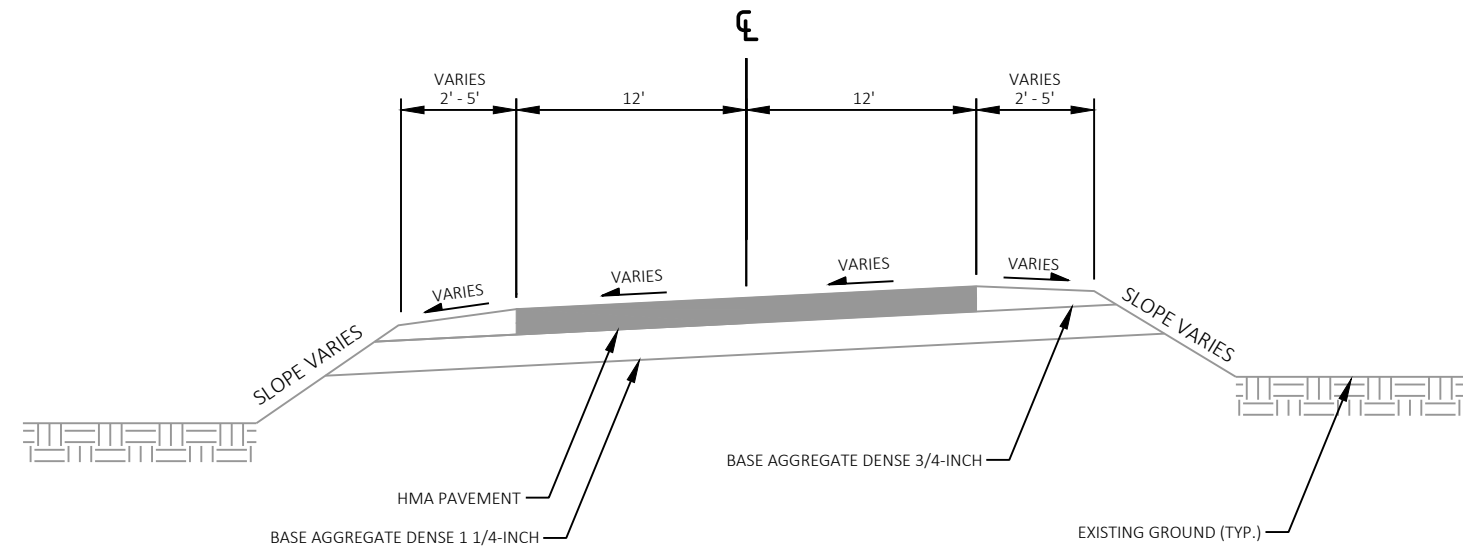 ℄
VARIES
2' - 5'
12'
12'
VARIES
2' - 5'
VARIES
VARIES
VARIES
VARIES
SLOPE VARIES
SLOPE VARIES
BASE AGGREGATE DENSE 3/4-INCH
HMA PAVEMENT
BASE AGGREGATE DENSE 1 1/4-INCH
EXISTING GROUND (TYP.)